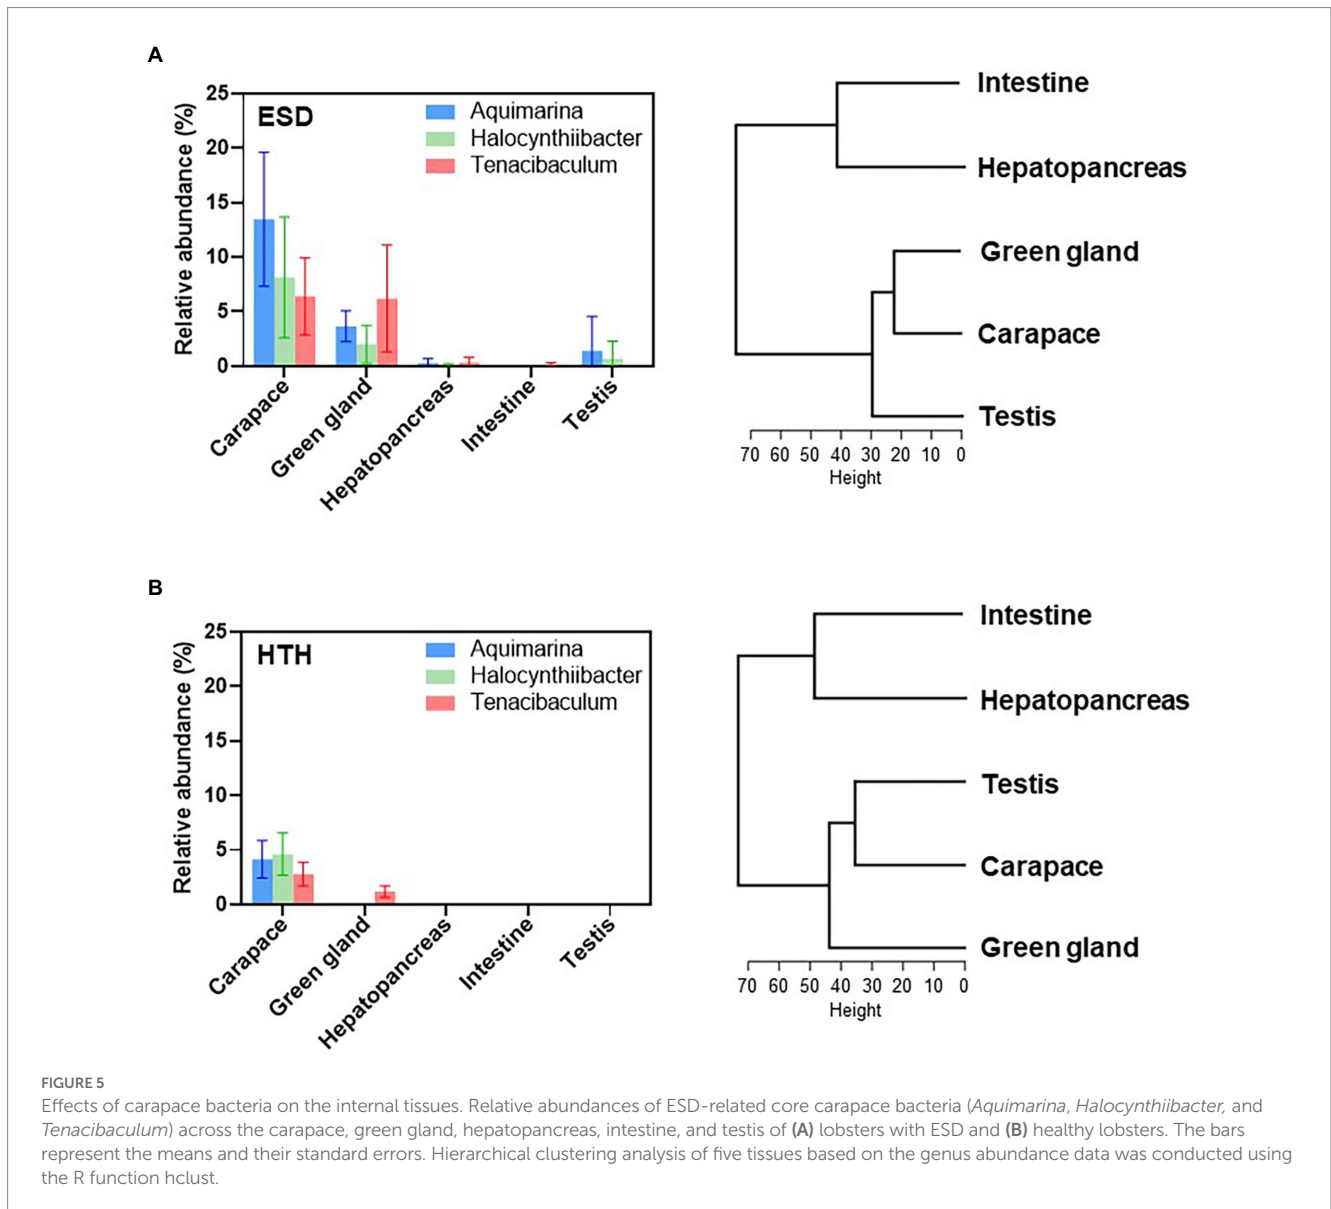 A
ESD
Aquimarina
Halocynthiibacter
Tenacibaculum
Relative abundance (%)
25
20
15
10
5
0
Carapace
Green gland
Hepatopancreas
Intestine
Testis
Intestine
Hepatopancreas
Green gland
Carapace
Testis
70 60 50 40 30 20 10 0
Height
B
HTH
Aquimarina
Halocynthiibacter
Tenacibaculum
Relative abundance (%)
25
20
15
10
5
0
Carapace
Green gland
Hepatopancreas
Intestine
Testis
Intestine
Hepatopancreas
Testis
Carapace
Green gland
70 60 50 40 30 20 10 0
Height
FIGURE 5
Effects of carapace bacteria on the internal tissues. Relative abundances of ESD-related core carapace bacteria (Aquimarina, Halocynthiibacter, and
Tenacibaculum) across the carapace, green gland, hepatopancreas, intestine, and testis of (A) lobsters with ESD and (B) healthy lobsters. The bars
represent the means and their standard errors. Hierarchical clustering analysis of five tissues based on the genus abundance data was conducted using
the R function hclust.